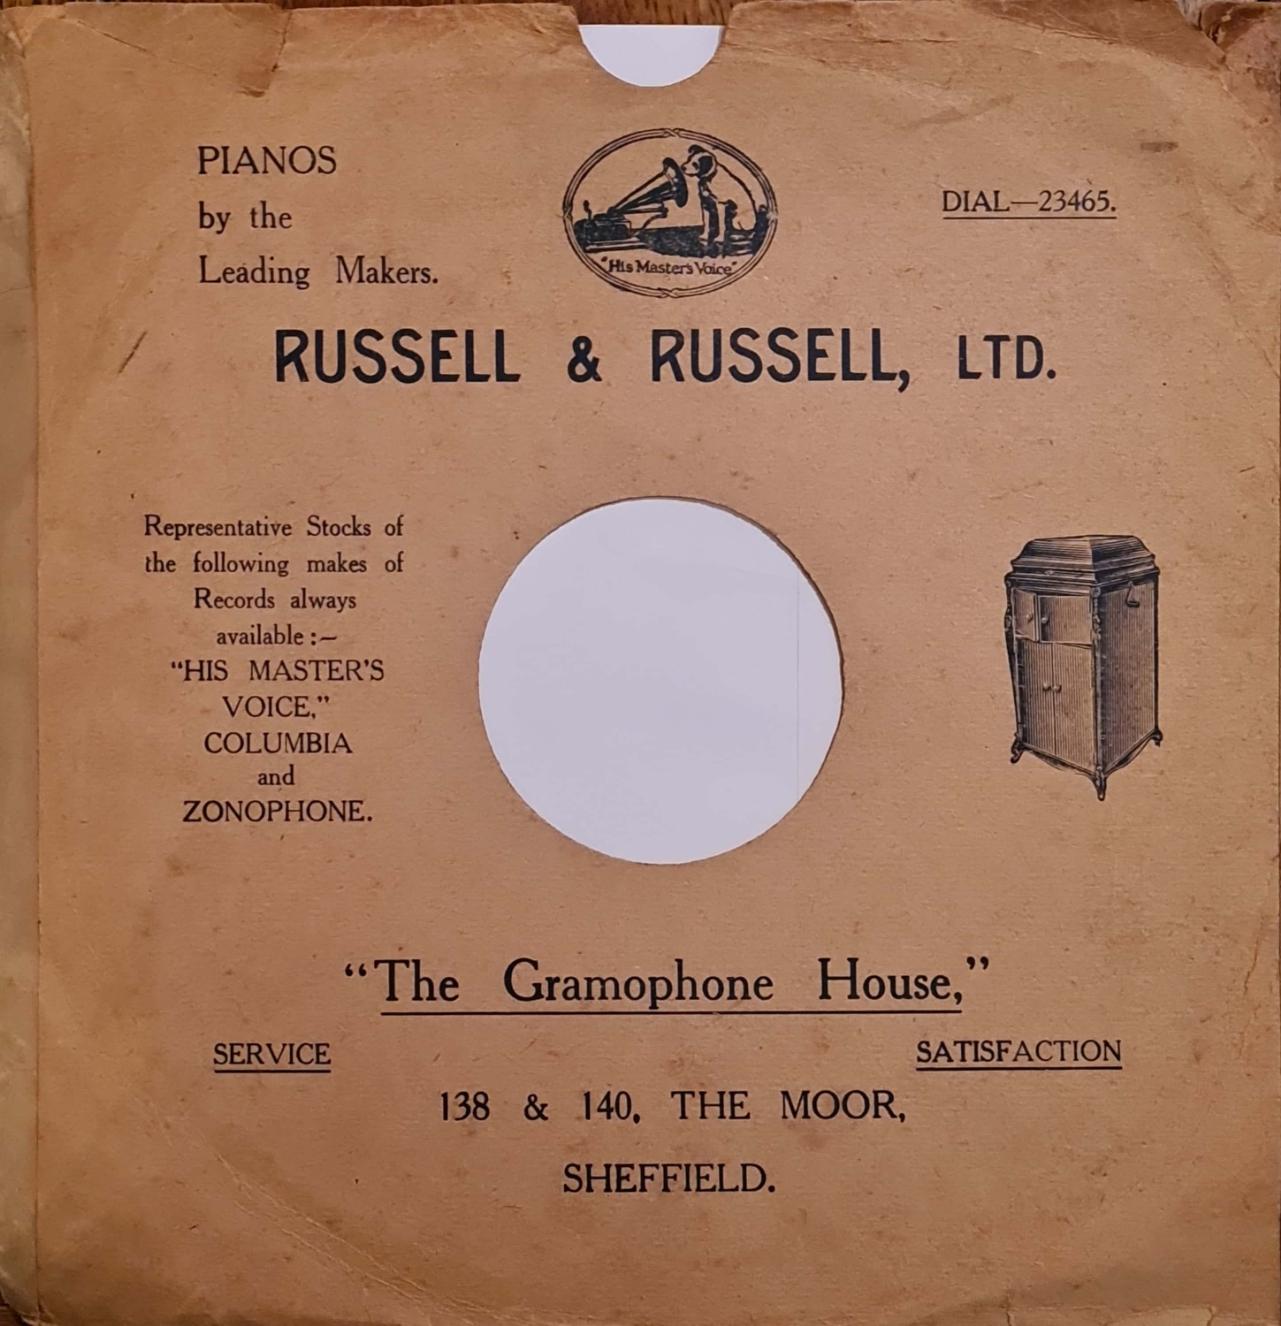 PIANOS
by the
Leading Makers.
"His Master's Voice"
DIAL—23465.
RUSSELL & RUSSELL, LTD.
Representative Stocks of
the following makes of
Records always
available :—
"HIS MASTER'S
VOICE,"
COLUMBIA
and
ZONOPHONE.
"The Gramophone House,"
SERVICE
SATISFACTION
138 & 140, THE MOOR,
SHEFFIELD.